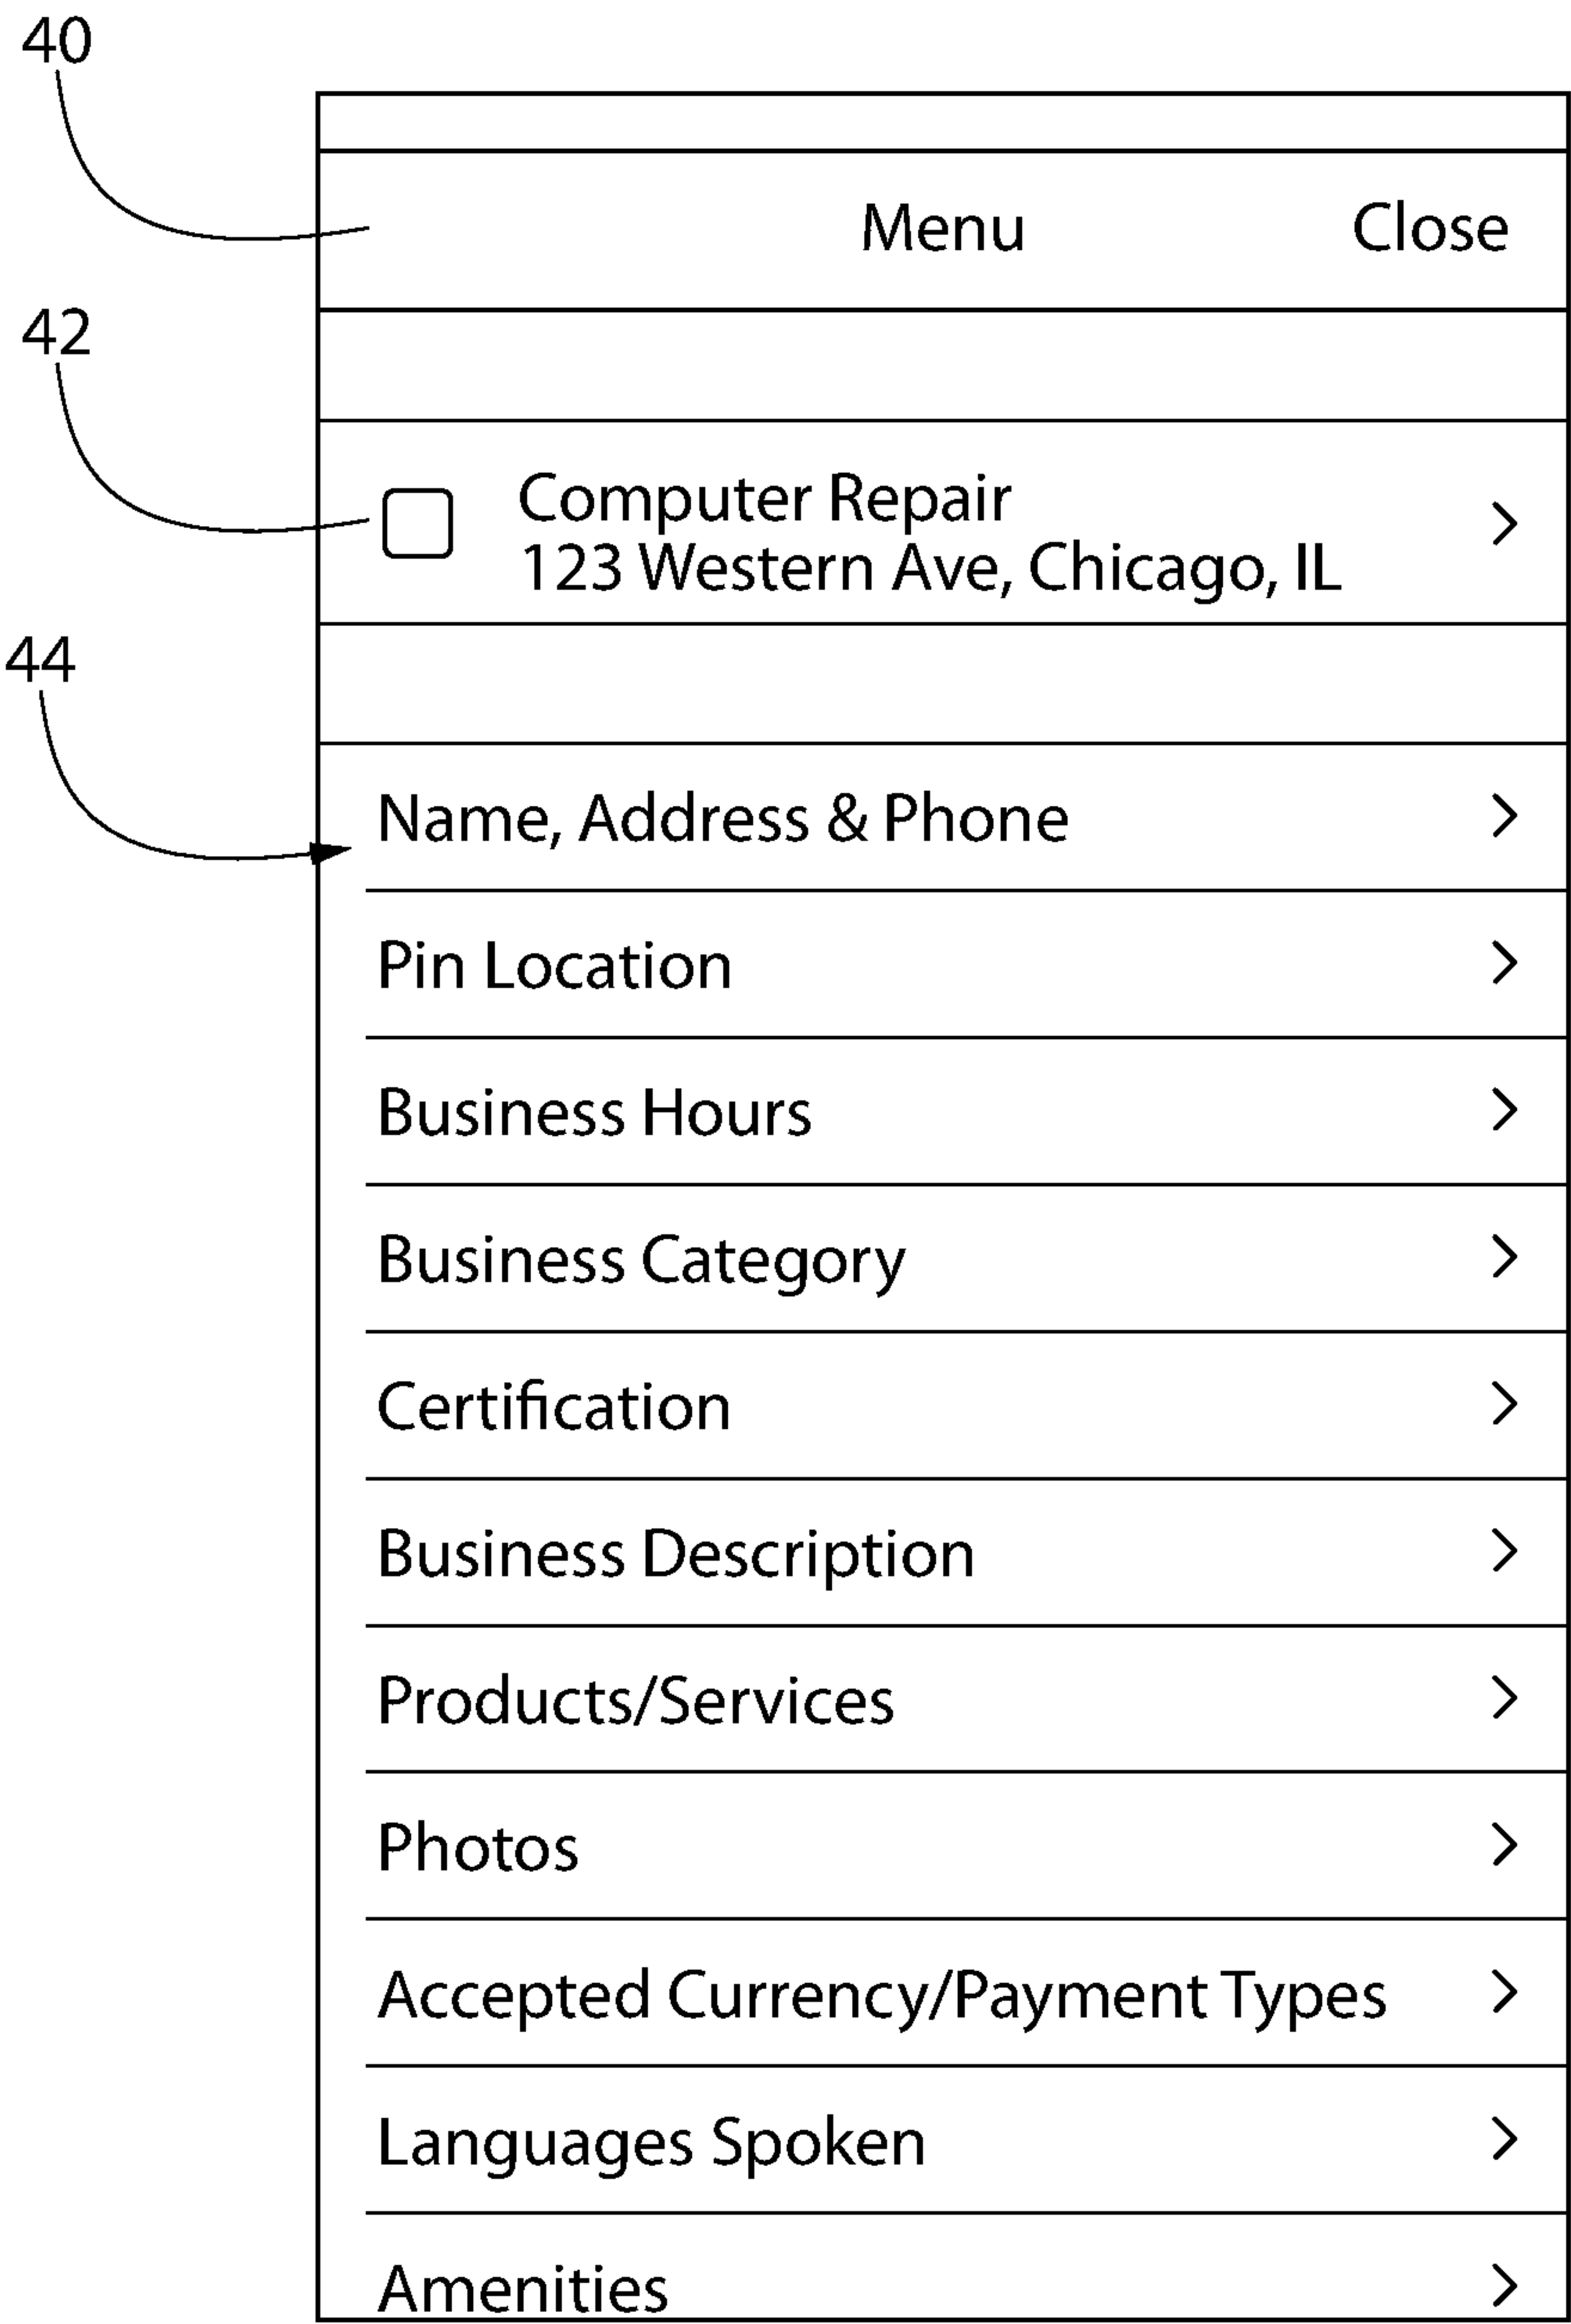 40
Menu Close
42
Computer Repair
123 Western Ave, Chicago, IL
44
Name, Address & Phone
Pin Location
Business Hours
Business Category
Certification
Business Description
Products/Services
Photos
Accepted Currency/Payment Types
Languages Spoken
Amenities